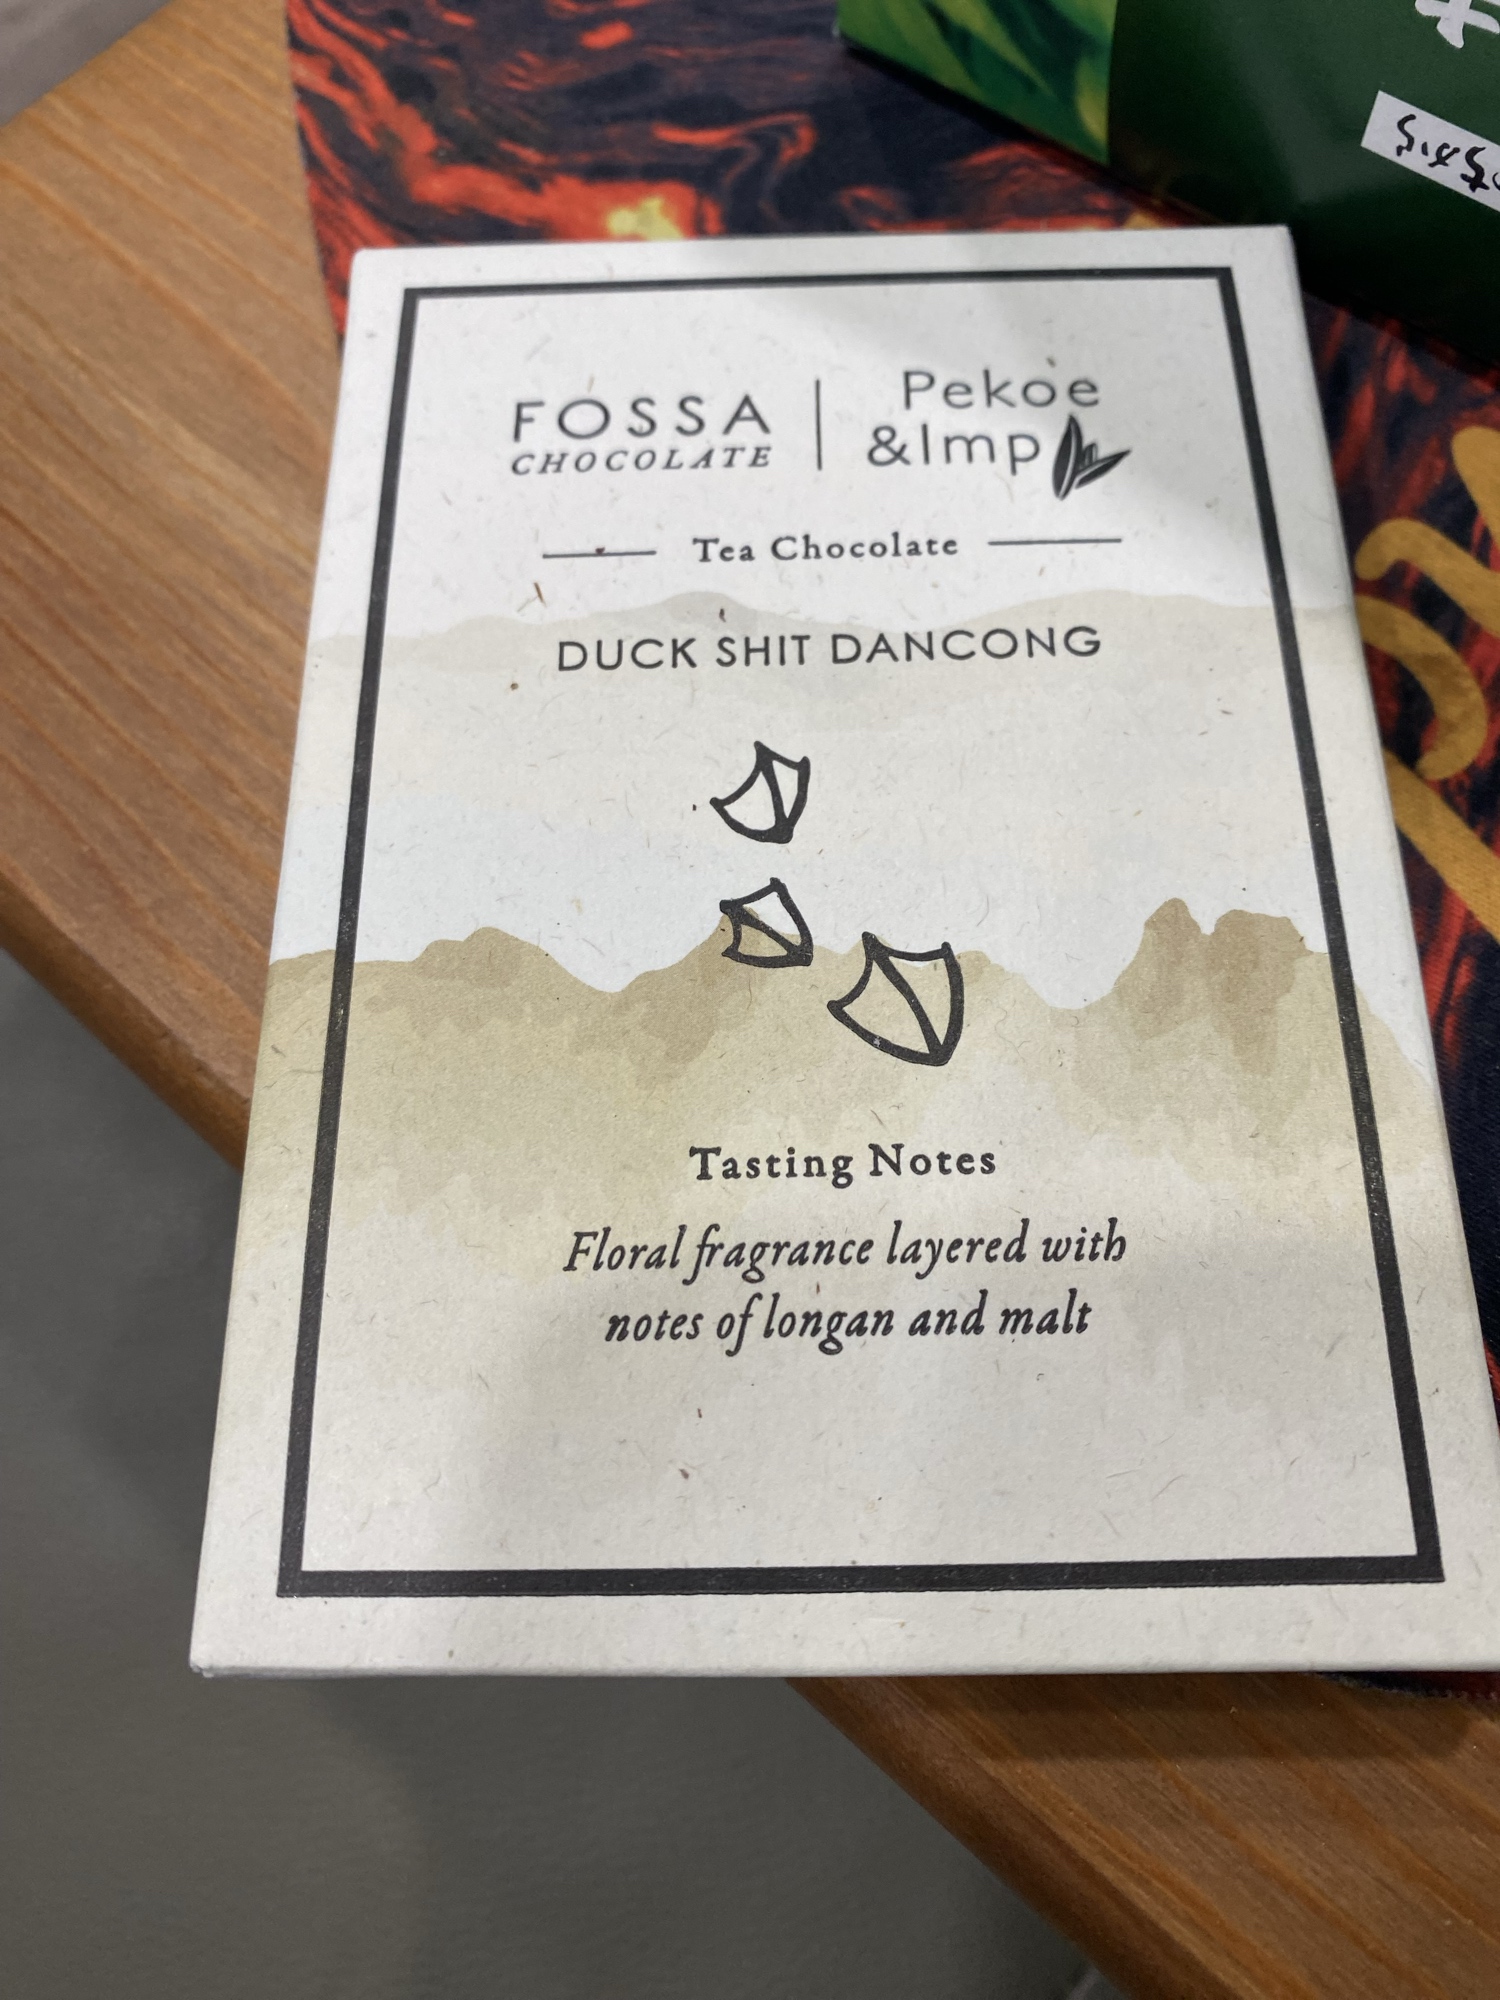 FOSSA
CHOCOLATE
Pekoe
&Imp
Tea Chocolate
DUCK SHIT DANCONG
Tasting Notes
Floral fragrance layered with
notes of longan and malt